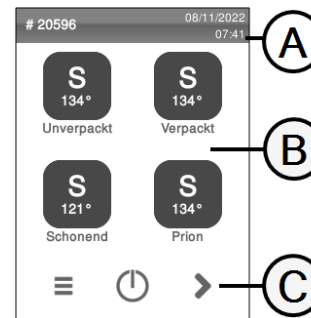 # 20596
08/11/2022
07:41
A
S
134°
Unverpackt
S
134°
Verpackt
B
S
121°
Schonend
S
134°
Prion
C